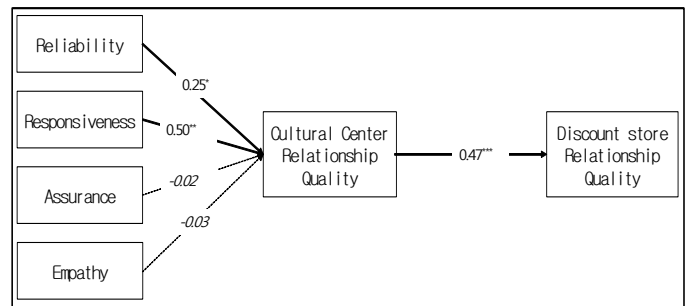 Reliability
0.25*
Responsiveness
0.50**
Cultural Center
Relationship
Quality
0.47***
Discount store
Relationship
Quality
-0.02
Assurance
-0.03
Empathy